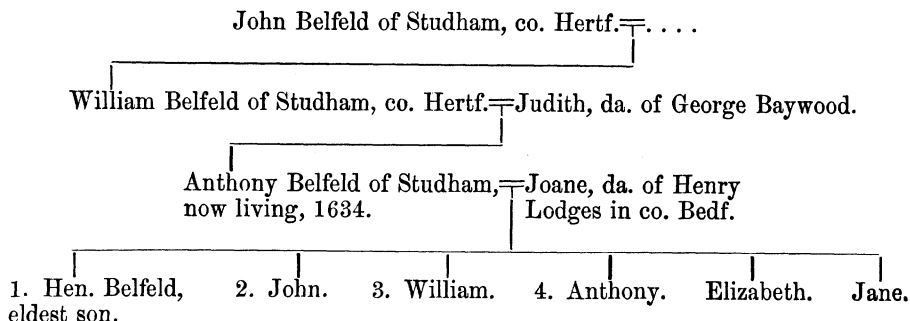 John Belfeld of Studham, co. Hertf.=. . . .
William Belfeld of Studham, co. Hertf.=Judith, da. of George Baywood.
Anthony Belfeld of Studham,=Joane, da. of Henry
now living, 1634. Lodges in co. Bedf.
1. Hen. Belfeld, 2. John. 3. William. 4. Anthony. Elizabeth. Jane.
eldest son.